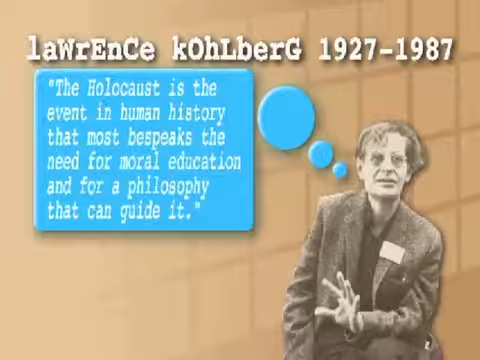 lawrEnCe kOhLberG 1927-1987
"The Holocaust is the
event in human history
that most bespeaks the
need for moral education
and for a philosophy
that can guide it."